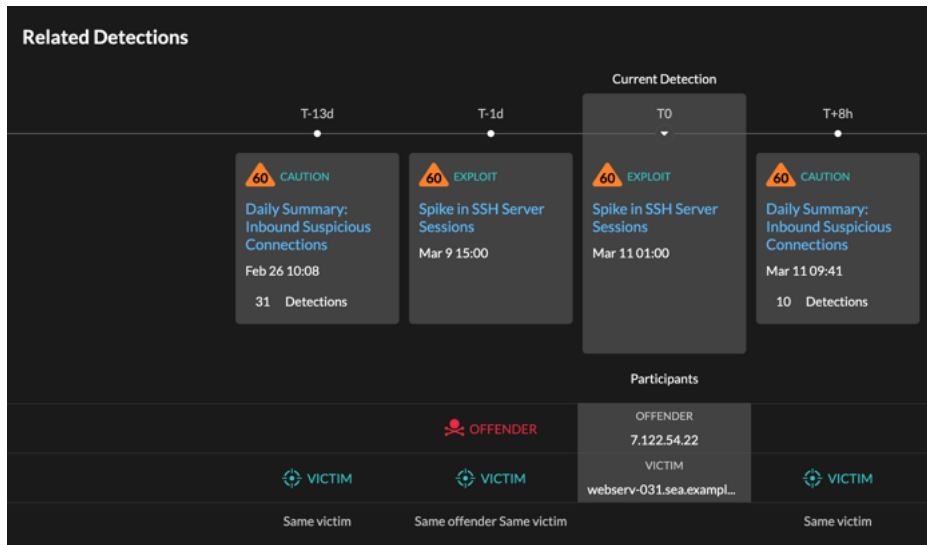 Related Detections
Current Detection
T-13d
T-1d
T0
T+8h
60 CAUTION
Daily Summary:
Inbound Suspicious
Connections
Feb 26 10:08
31 Detections
60 EXPLOIT
Spike in SSH Server
Sessions
Mar 9 15:00
60 EXPLOIT
Spike in SSH Server
Sessions
Mar 11 01:00
60 CAUTION
Daily Summary:
Inbound Suspicious
Connections
Mar 11 09:41
10 Detections
Participants
OFFENDER
OFFENDER
7.122.54.22
VICTIM
VICTIM
VICTIM
webserv-031.sea.exampl...
VICTIM
Same victim
Same offender Same victim
Same victim